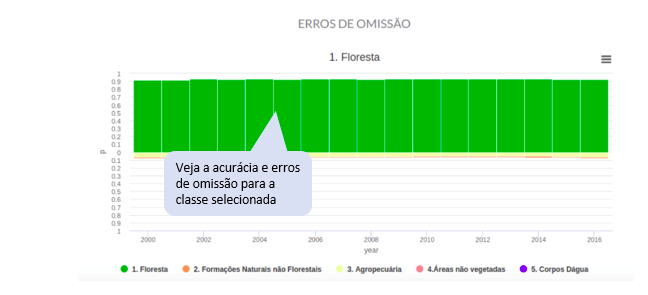 ERROS DE OMISSÃO
1. Floresta
1
0.9
0.8
0.7
0.6
0.5
0.4
0.3
0.2
0.1
0
0.1
0.2
0.3
0.4
0.5
0.6
0.7
0.8
0.9
1
p
Veja a acurácia e erros
de omissão para a
classe selecionada
2000 2002 2004 2006 2008 2010 2012 2014 2016
year
1. Floresta 2. Formações Naturais não Florestais 3. Agropecuária 4.Áreas não vegetadas 5. Corpos Dágua